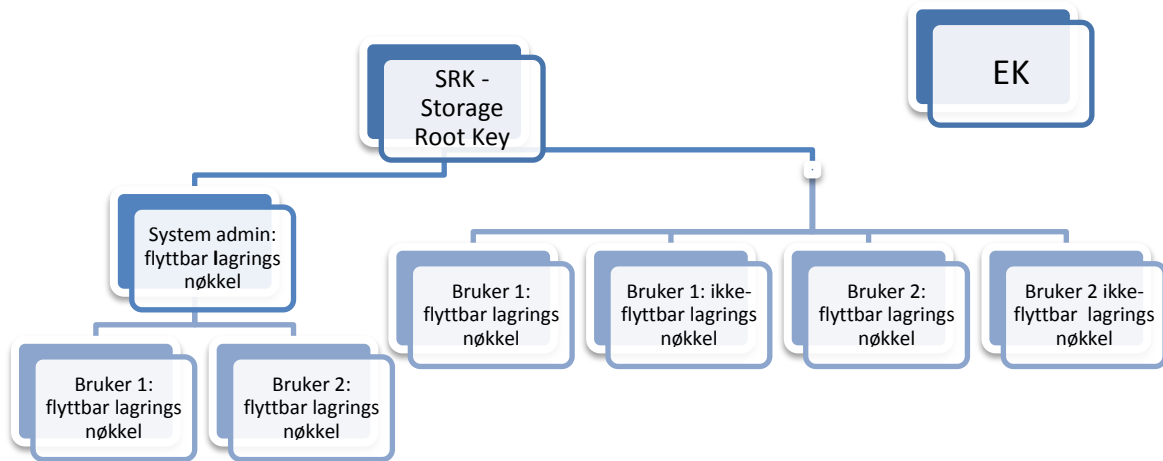 SRK -
Storage
Root Key
EK
System admin:
flyttbar lagrings
nøkkel
Bruker 1:
flyttbar lagrings
nøkkel
Bruker 2:
flyttbar lagrings
nøkkel
Bruker 1:
flyttbar lagrings
nøkkel
Bruker 1: ikke-
flyttbar lagrings
nøkkel
Bruker 2:
flyttbar lagrings
nøkkel
Bruker 2 ikke-
flyttbar lagrings
nøkkel